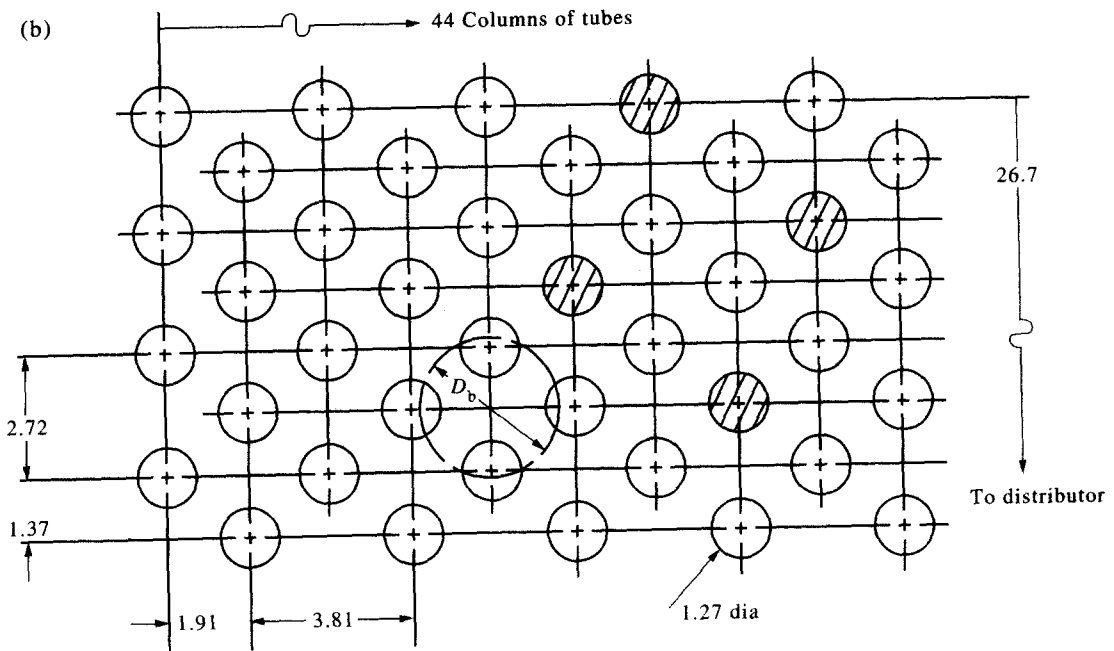 (b)
44 Columns of tubes
26.7
D_b
2.72
To distributor
1.37
1.27 dia
1.91
3.81